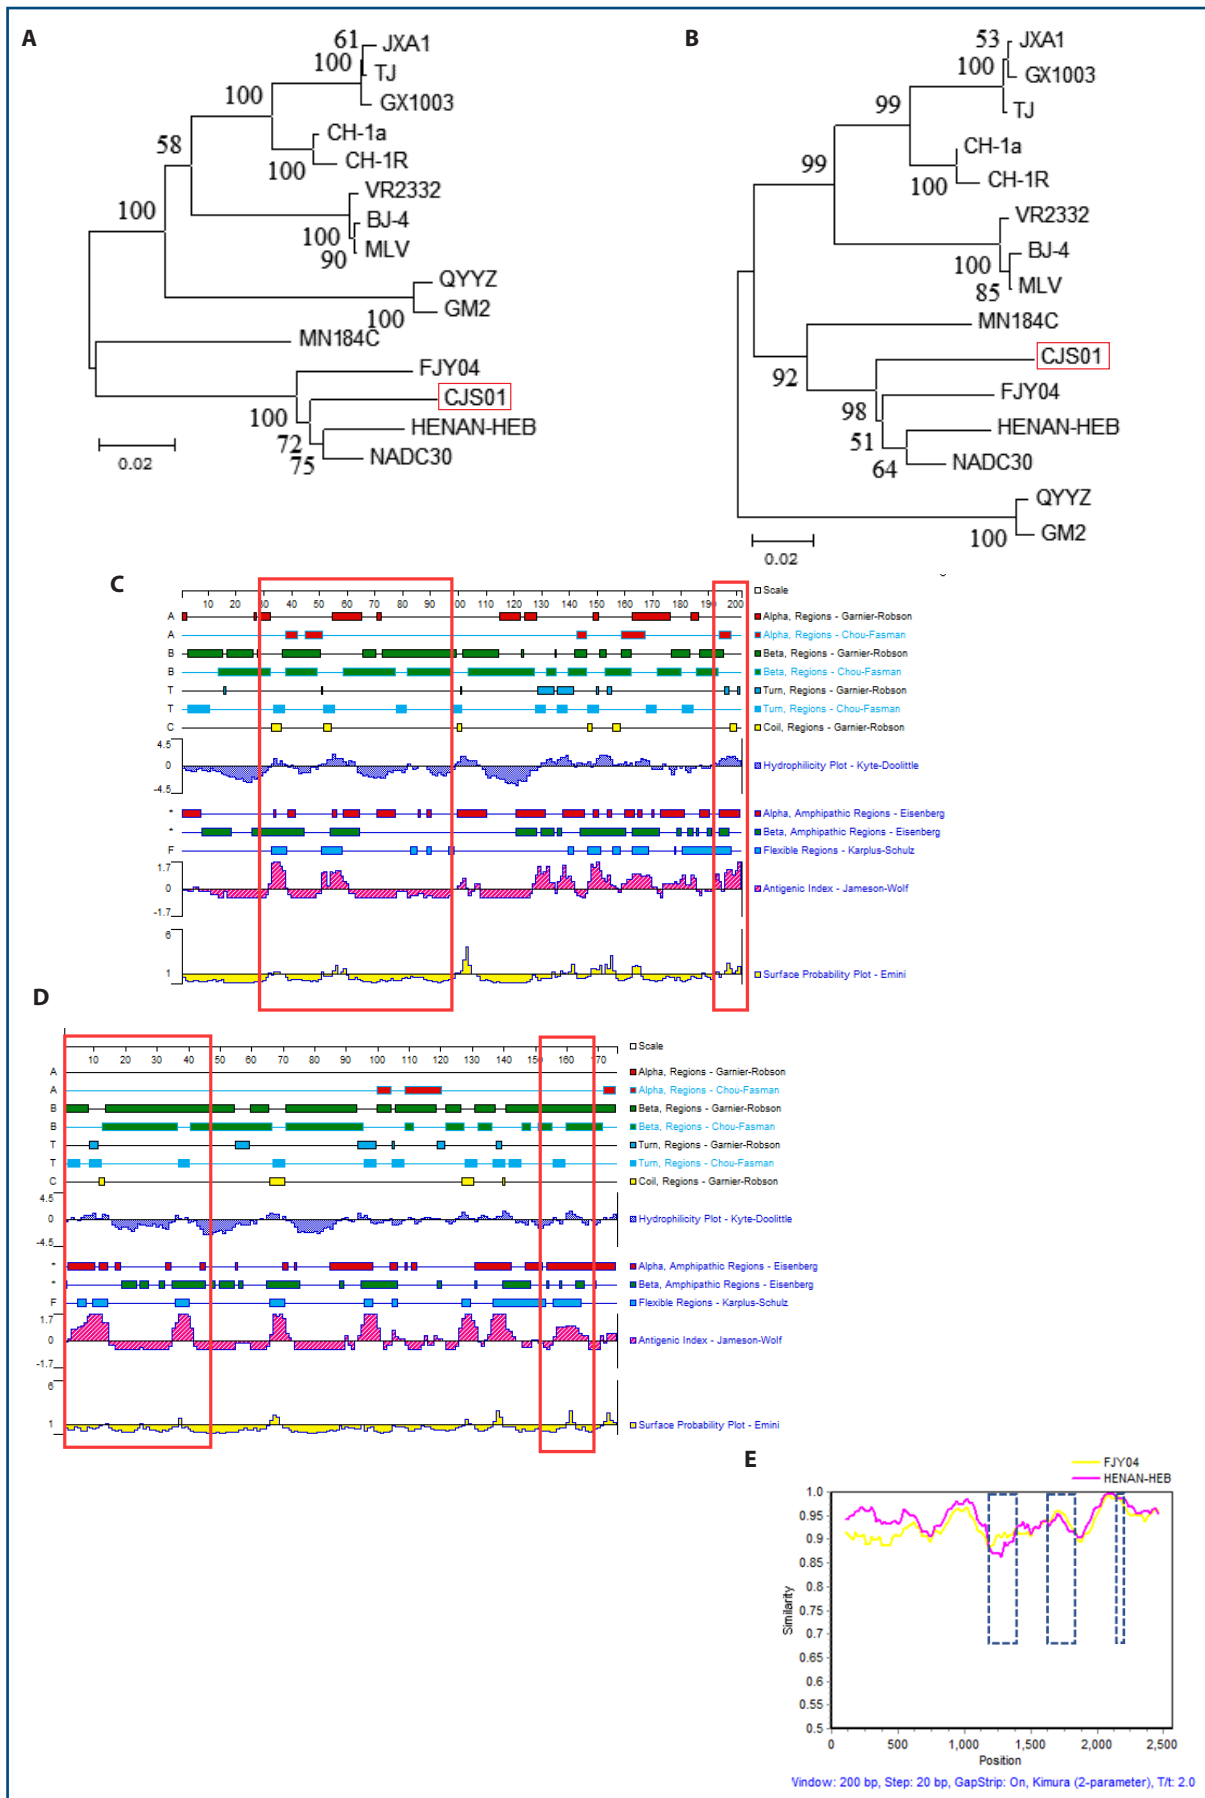 A
61
JXA1
100
TJ
100
GX1003
CH-1a
58
100
CH-1R
VR2332
100
BJ-4
100
MLV
90
QYYZ
GM2
100
MN184C
FJY04
CJS01
100
HENAN-HEB
72
NADC30
75
0.02
B
53
JXA1
100
GX1003
99
TJ
CH-1a
99
100
CH-1R
VR2332
BJ-4
100
MLV
85
MN184C
CJS01
92
FJY04
98
HENAN-HEB
51
NADC30
64
QYYZ
100
GM2
0.02
C
10 20 30 40 50 60 70 80 90 100 110 120 130 140 150 160 170 180 190 200
Scale
A Alpha, Regions - Garnier-Robson
A Alpha, Regions - Chou-Fasman
B Beta, Regions - Garnier-Robson
B Beta, Regions - Chou-Fasman
T Turn, Regions - Garnier-Robson
T Turn, Regions - Chou-Fasman
C Coil, Regions - Garnier-Robson
4.5
0 Hydrophilicity Plot - Kyte-Doolittle
-4.5
* Alpha, Amphipathic Regions - Eisenberg
* Beta, Amphipathic Regions - Eisenberg
F Flexible Regions - Karplus-Schulz
1.7
0 Antigenic Index - Jameson-Wolf
-1.7
6
1 Surface Probability Plot - Emini
D
10 20 30 40 50 60 70 80 90 100 110 120 130 140 150 160 170
Scale
A Alpha, Regions - Garnier-Robson
A Alpha, Regions - Chou-Fasman
B Beta, Regions - Garnier-Robson
B Beta, Regions - Chou-Fasman
T Turn, Regions - Garnier-Robson
T Turn, Regions - Chou-Fasman
C Coil, Regions - Garnier-Robson
4.5
0 Hydrophilicity Plot - Kyte-Doolittle
-4.5
* Alpha, Amphipathic Regions - Eisenberg
* Beta, Amphipathic Regions - Eisenberg
F Flexible Regions - Karplus-Schulz
1.7
0 Antigenic Index - Jameson-Wolf
-1.7
6
1 Surface Probability Plot - Emini
E
FJY04
HENAN-HEB
1.0
0.95
0.9
0.85
0.8
0.75
0.7
0.65
0.6
0.55
0.5
Similarity
0 500 1,000 1,500 2,000 2,500
Position
Window: 200 bp, Step: 20 bp, GapStrip: On, Kimura (2-parameter), T/t: 2.0